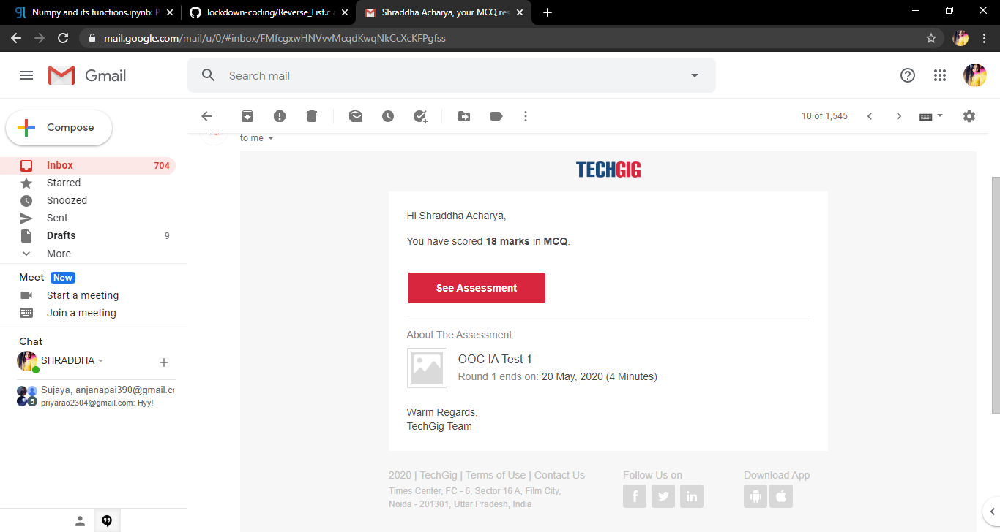 Numpy and its functions.ipynb: P
lockdown-coding/Reverse_List.c a
Shraddha Acharya, your MCQ res
mail.google.com/mail/u/0/#inbox/FMfcgxwHNVvvMcqdKwqNkCcXcKFPgfss
Gmail
Search mail
Compose
10 of 1,545
to me
Inbox 704
Starred
Snoozed
Sent
Drafts 9
More
Meet New
Start a meeting
Join a meeting
Chat
SHRADDHA
Sujaya, anjanapai390@gmail.co
5 priyarao2304@gmail.com: Hyy!
TECHGIG
Hi Shraddha Acharya,
You have scored 18 marks in MCQ.
See Assessment
About The Assessment
OOC IA Test 1
Round 1 ends on: 20 May, 2020 (4 Minutes)
Warm Regards,
TechGig Team
2020 | TechGig | Terms of Use | Contact Us
Times Center, FC - 6, Sector 16 A, Film City,
Noida - 201301, Uttar Pradesh, India
Follow Us on
Download App